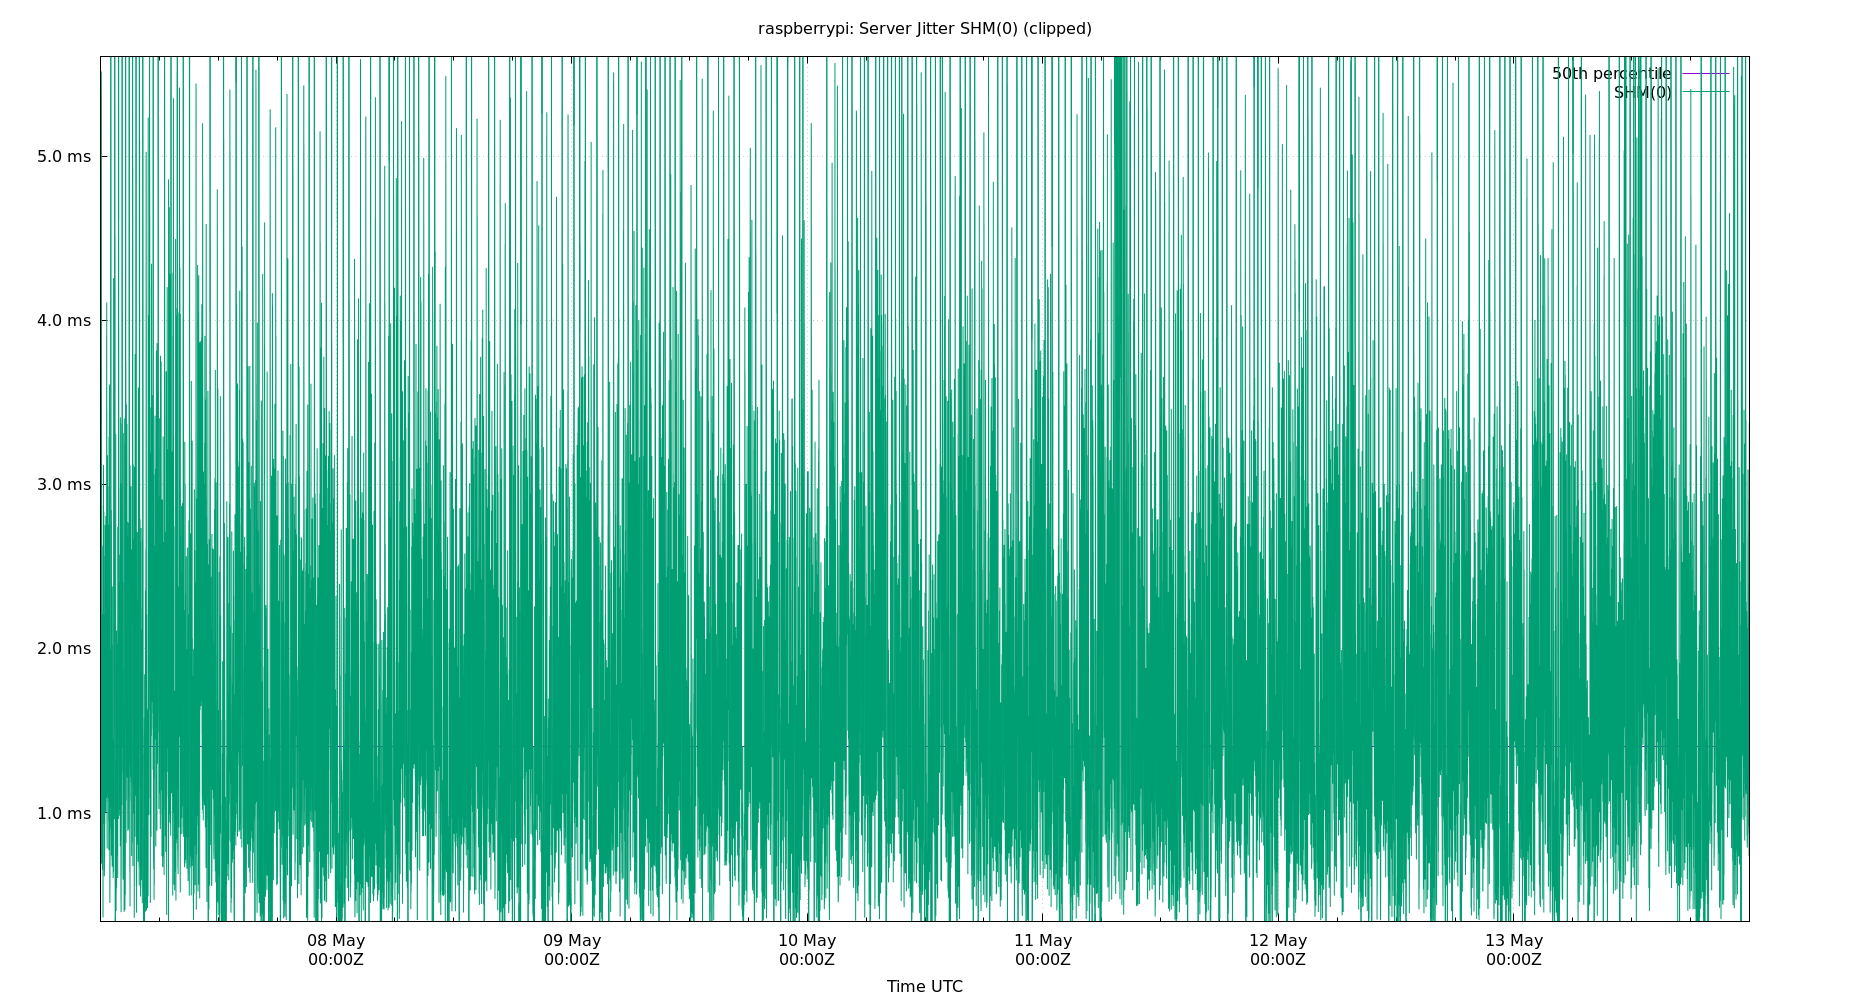 raspberrypi: Server Jitter SHM(0) (clipped)
50th percentile
SHM(0)
5.0 ms
4.0 ms
3.0 ms
2.0 ms
1.0 ms
08 May 09 May 10 May 11 May 12 May 13 May
00:00Z 00:00Z 00:00Z 00:00Z 00:00Z 00:00Z
Time UTC